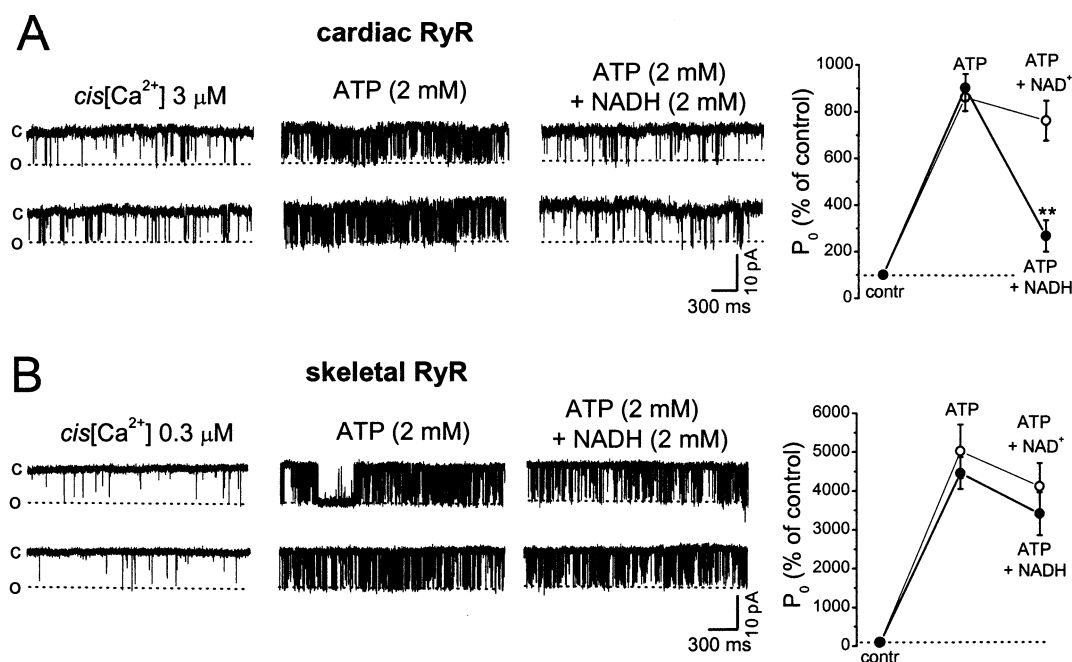 A
cardiac RyR
cis[Ca2+] 3 µM
ATP (2 mM)
ATP (2 mM)
+ NADH (2 mM)
c
o
c
o
10 pA
300 ms
P0 (% of control)
1000
800
600
400
200
0
ATP
ATP
+ NAD+
**
ATP
+ NADH
contr
B
skeletal RyR
cis[Ca2+] 0.3 µM
ATP (2 mM)
ATP (2 mM)
+ NADH (2 mM)
c
o
c
o
10 pA
300 ms
P0 (% of control)
6000
5000
4000
3000
2000
1000
0
ATP
ATP
+ NAD+
ATP
+ NADH
contr